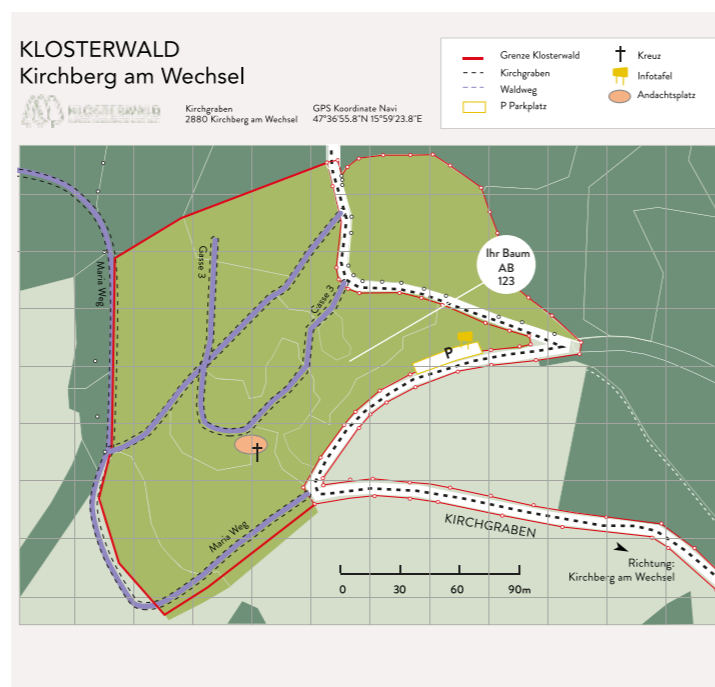 KLOSTERWALD
Kirchberg am Wechsel
KLOSTERWALD
Kirchgraben
2880 Kirchberg am Wechsel
GPS Koordinate Navi
47°36'55.8"N 15°59'23.8"E
Grenze Klosterwald
Kirchgraben
Waldweg
P Parkplatz
Kreuz
Infotafel
Andachtsplatz
Ihr Baum
AB
123
Gasse 3
Maria Weg
Gasse 3
P
Maria Weg
KIRCHGRABEN
Richtung:
Kirchberg am Wechsel
0 30 60 90m